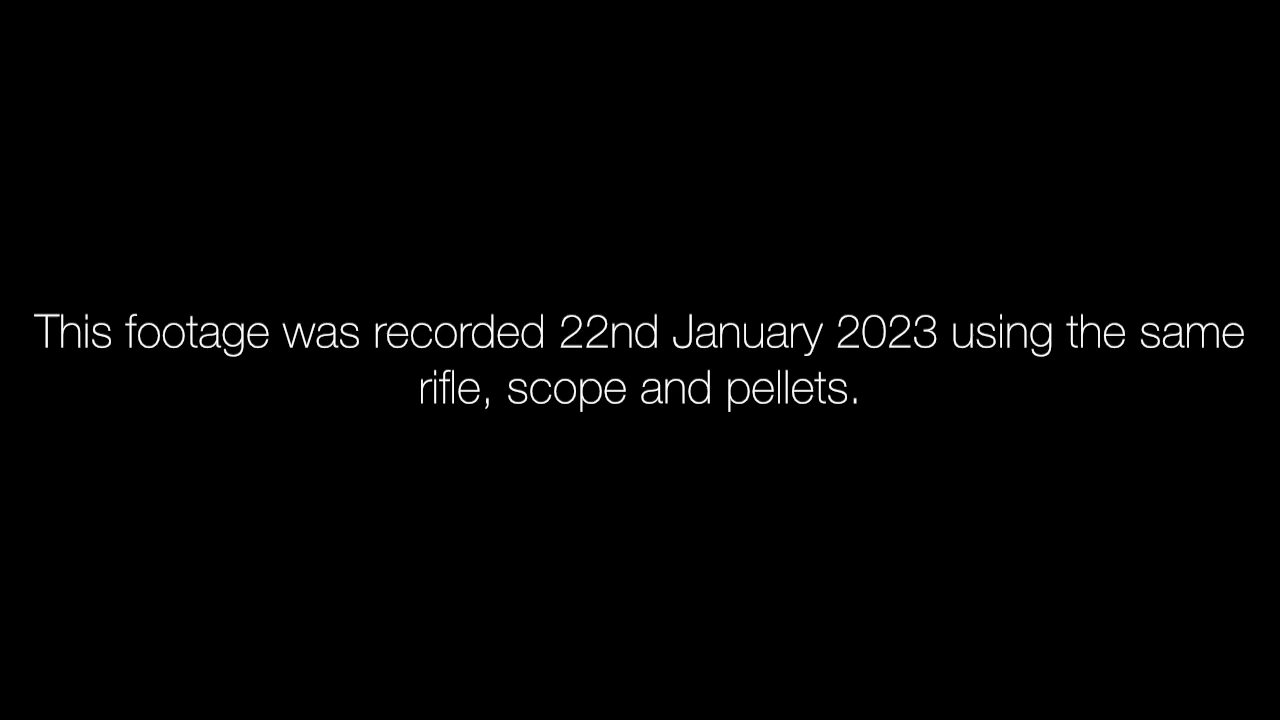 This footage was recorded 22nd January 2023 using the same
rifle, scope and pellets.